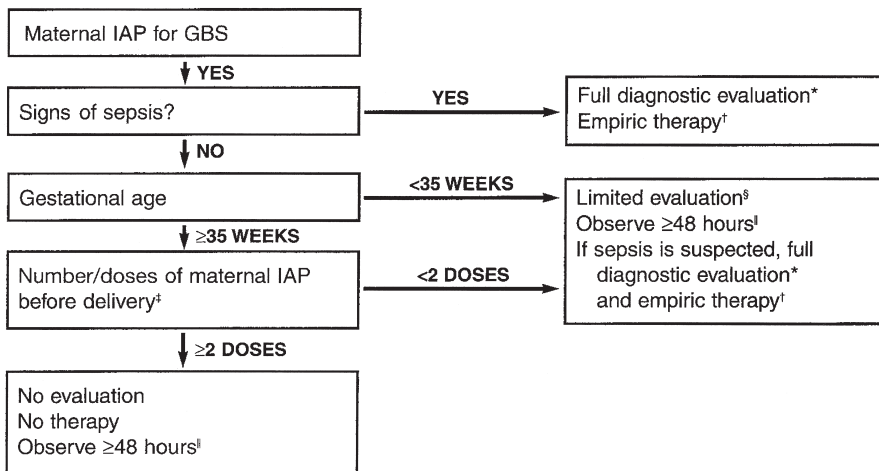 Maternal IAP for GBS
YES
Signs of sepsis?
YES
Full diagnostic evaluation*
Empiric therapy†
NO
Gestational age
<35 WEEKS
Limited evaluation§
Observe ≥48 hours‖
If sepsis is suspected, full
diagnostic evaluation*
and empiric therapy†
≥35 WEEKS
Number/doses of maternal IAP
before delivery‡
<2 DOSES
≥2 DOSES
No evaluation
No therapy
Observe ≥48 hours‖